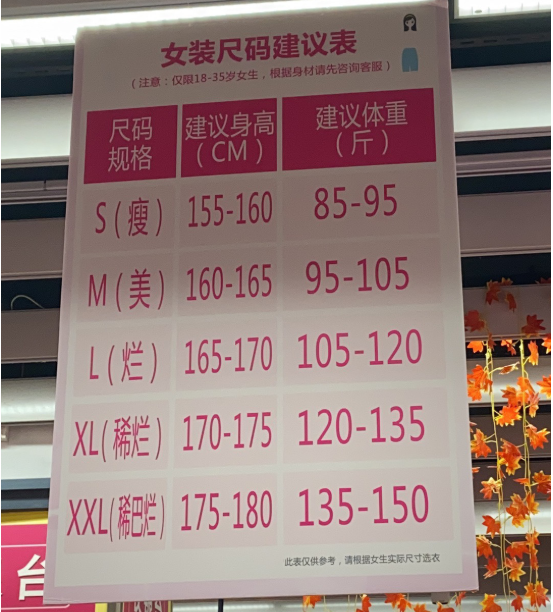 女装尺码建议表
(注意：仅限18-35岁女生，根据身材请先咨询客服)
尺码规格 建议身高(CM) 建议体重(斤)
S(瘦) 155-160 85-95
M(美) 160-165 95-105
L(烂) 165-170 105-120
XL(稀烂) 170-175 120-135
XXL(稀巴烂) 175-180 135-150
此表仅供参考，请根据女生实际尺寸选衣
台